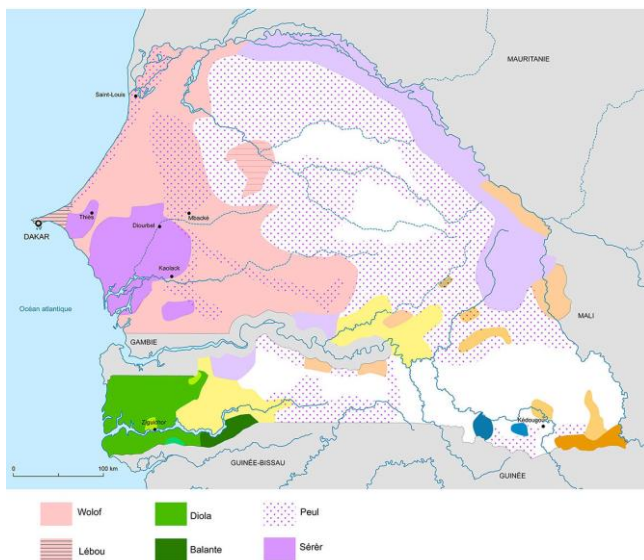 MAURITANIE
Saint-Louis
Thiès
Mbacké
Diourbel
DAKAR
Kaolack
Océan atlantique
MALI
GAMBIE
Ziguinchor
Kédougou
0
100 km
GUINÉE-BISSAU
GUINÉE
Wolof
Diola
Peul
Lébou
Balante
Sérèr